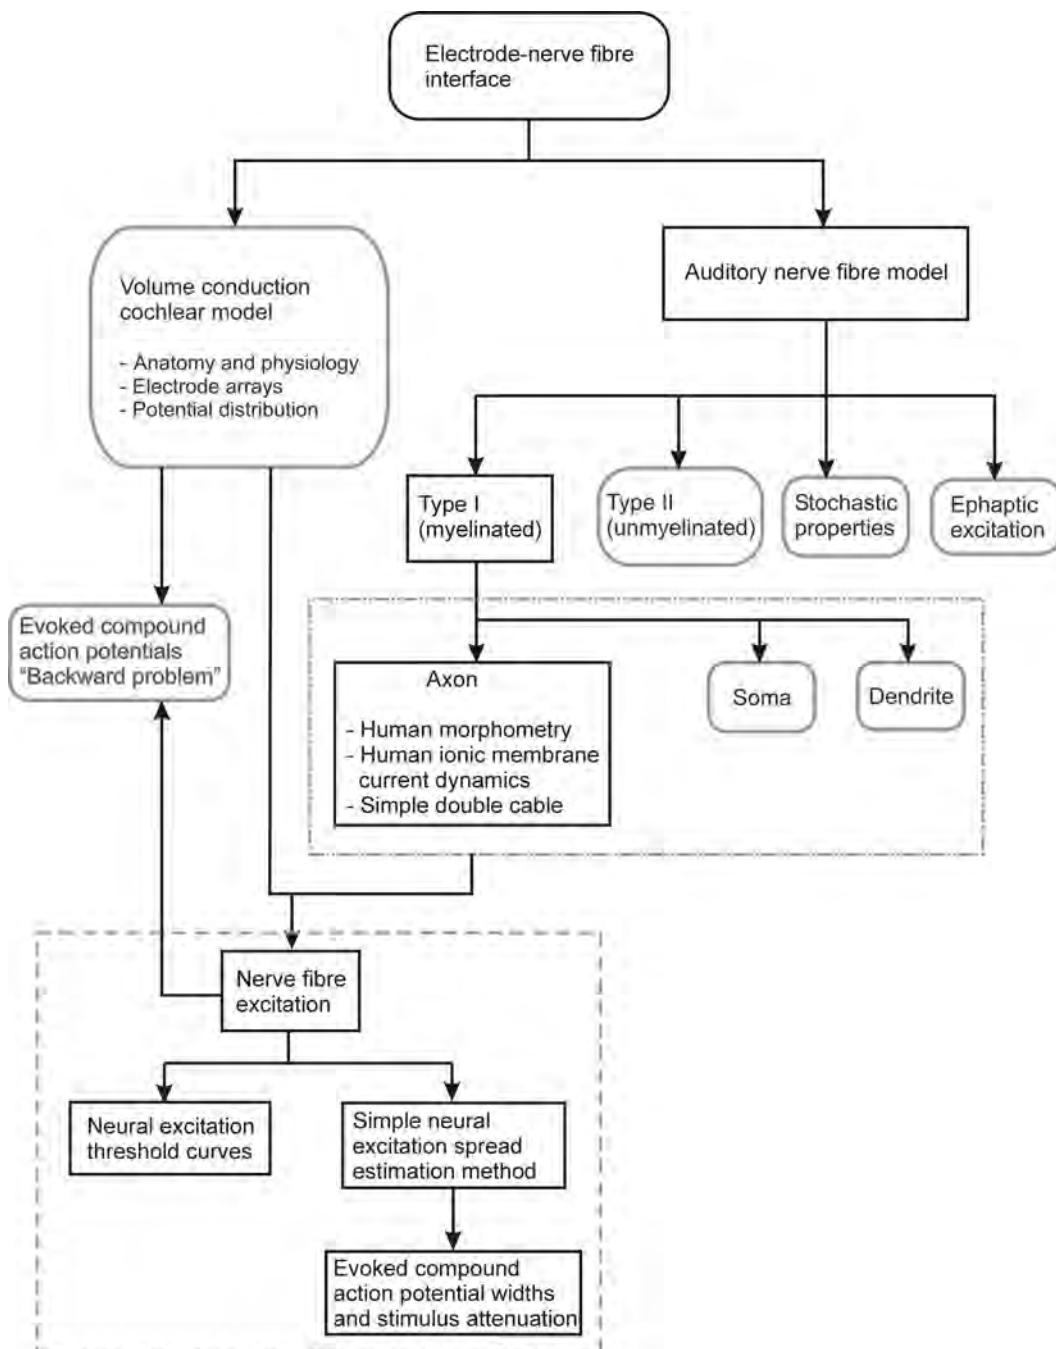 Electrode-nerve fibre
interface
Volume conduction
cochlear model
- Anatomy and physiology
- Electrode arrays
- Potential distribution
Auditory nerve fibre model
Type I
(myelinated)
Type II
(unmyelinated)
Stochastic
properties
Ephaptic
excitation
Evoked compound
action potentials
"Backward problem"
Axon
- Human morphometry
- Human ionic membrane
current dynamics
- Simple double cable
Soma
Dendrite
Nerve fibre
excitation
Neural excitation
threshold curves
Simple neural
excitation spread
estimation method
Evoked compound
action potential widths
and stimulus attenuation